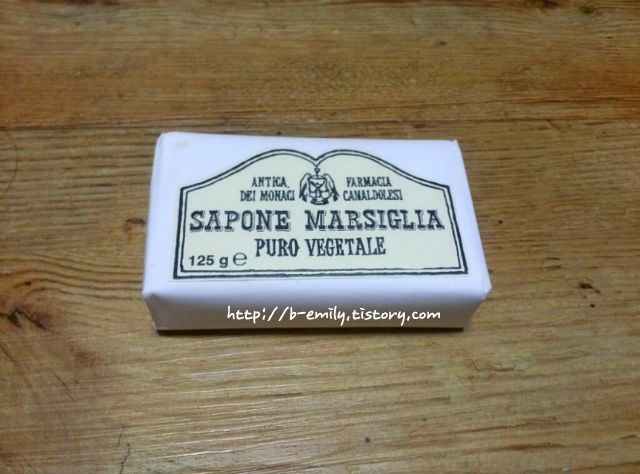 ANTICA FARMACIA
DEI MONACI CAMALDOLESI
SAPONE MARSIGLIA
PURO VEGETALE
125 g e
http://b-emily.tistory.com